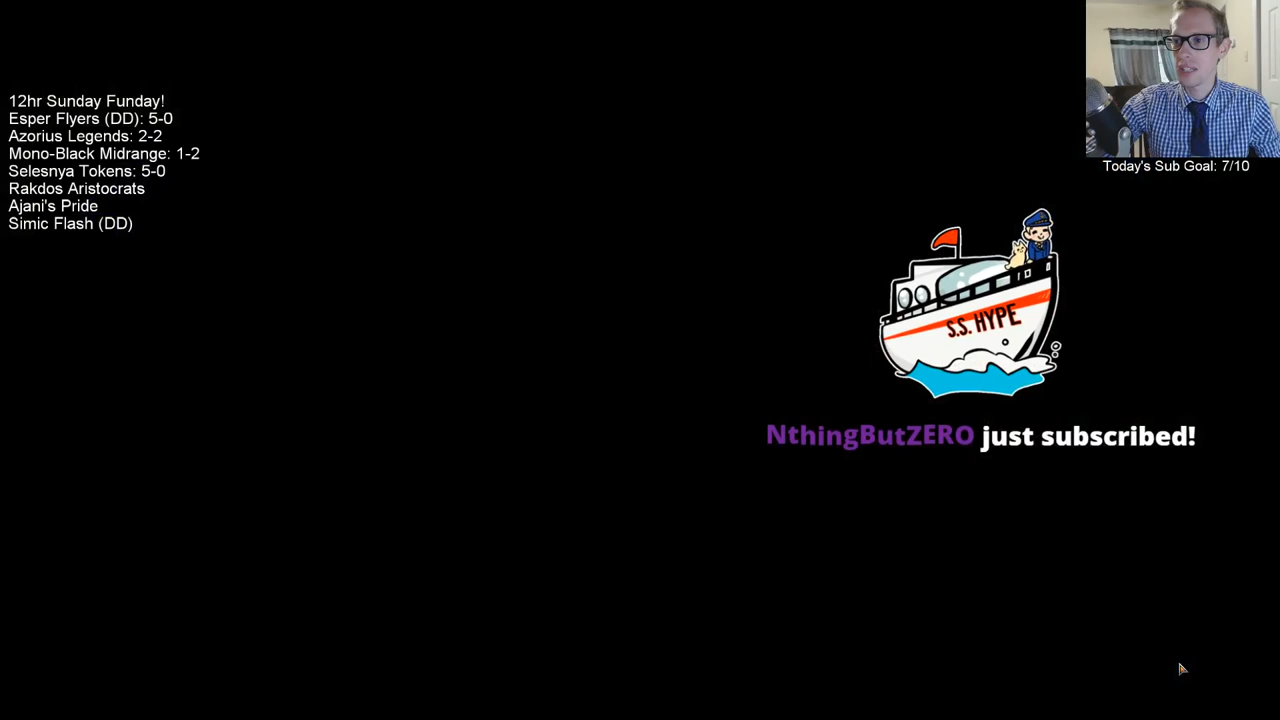 12hr Sunday Funday!
Esper Flyers (DD): 5-0
Azorius Legends: 2-2
Mono-Black Midrange: 1-2
Selesnya Tokens: 5-0
Rakdos Aristocrats
Ajani's Pride
Simic Flash (DD)
Today's Sub Goal: 7/10
S.S. HYPE
NthingButZERO just subscribed!